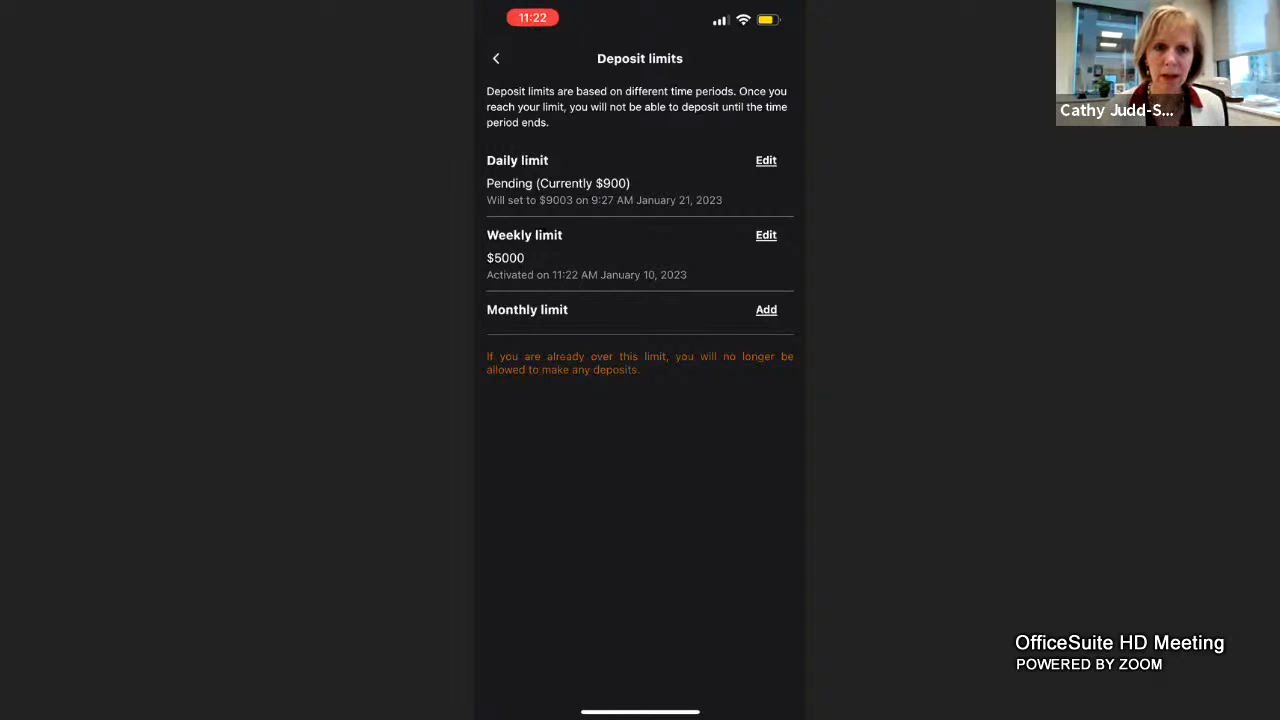 11:22
Deposit limits
Deposit limits are based on different time periods. Once you
reach your limit, you will not be able to deposit until the time
period ends.
Daily limit Edit
Pending (Currently $900)
Will set to $9003 on 9:27 AM January 21, 2023
Weekly limit Edit
$5000
Activated on 11:22 AM January 10, 2023
Monthly limit Add
If you are already over this limit, you will no longer be
allowed to make any deposits.
Cathy Judd-S...
OfficeSuite HD Meeting
POWERED BY ZOOM